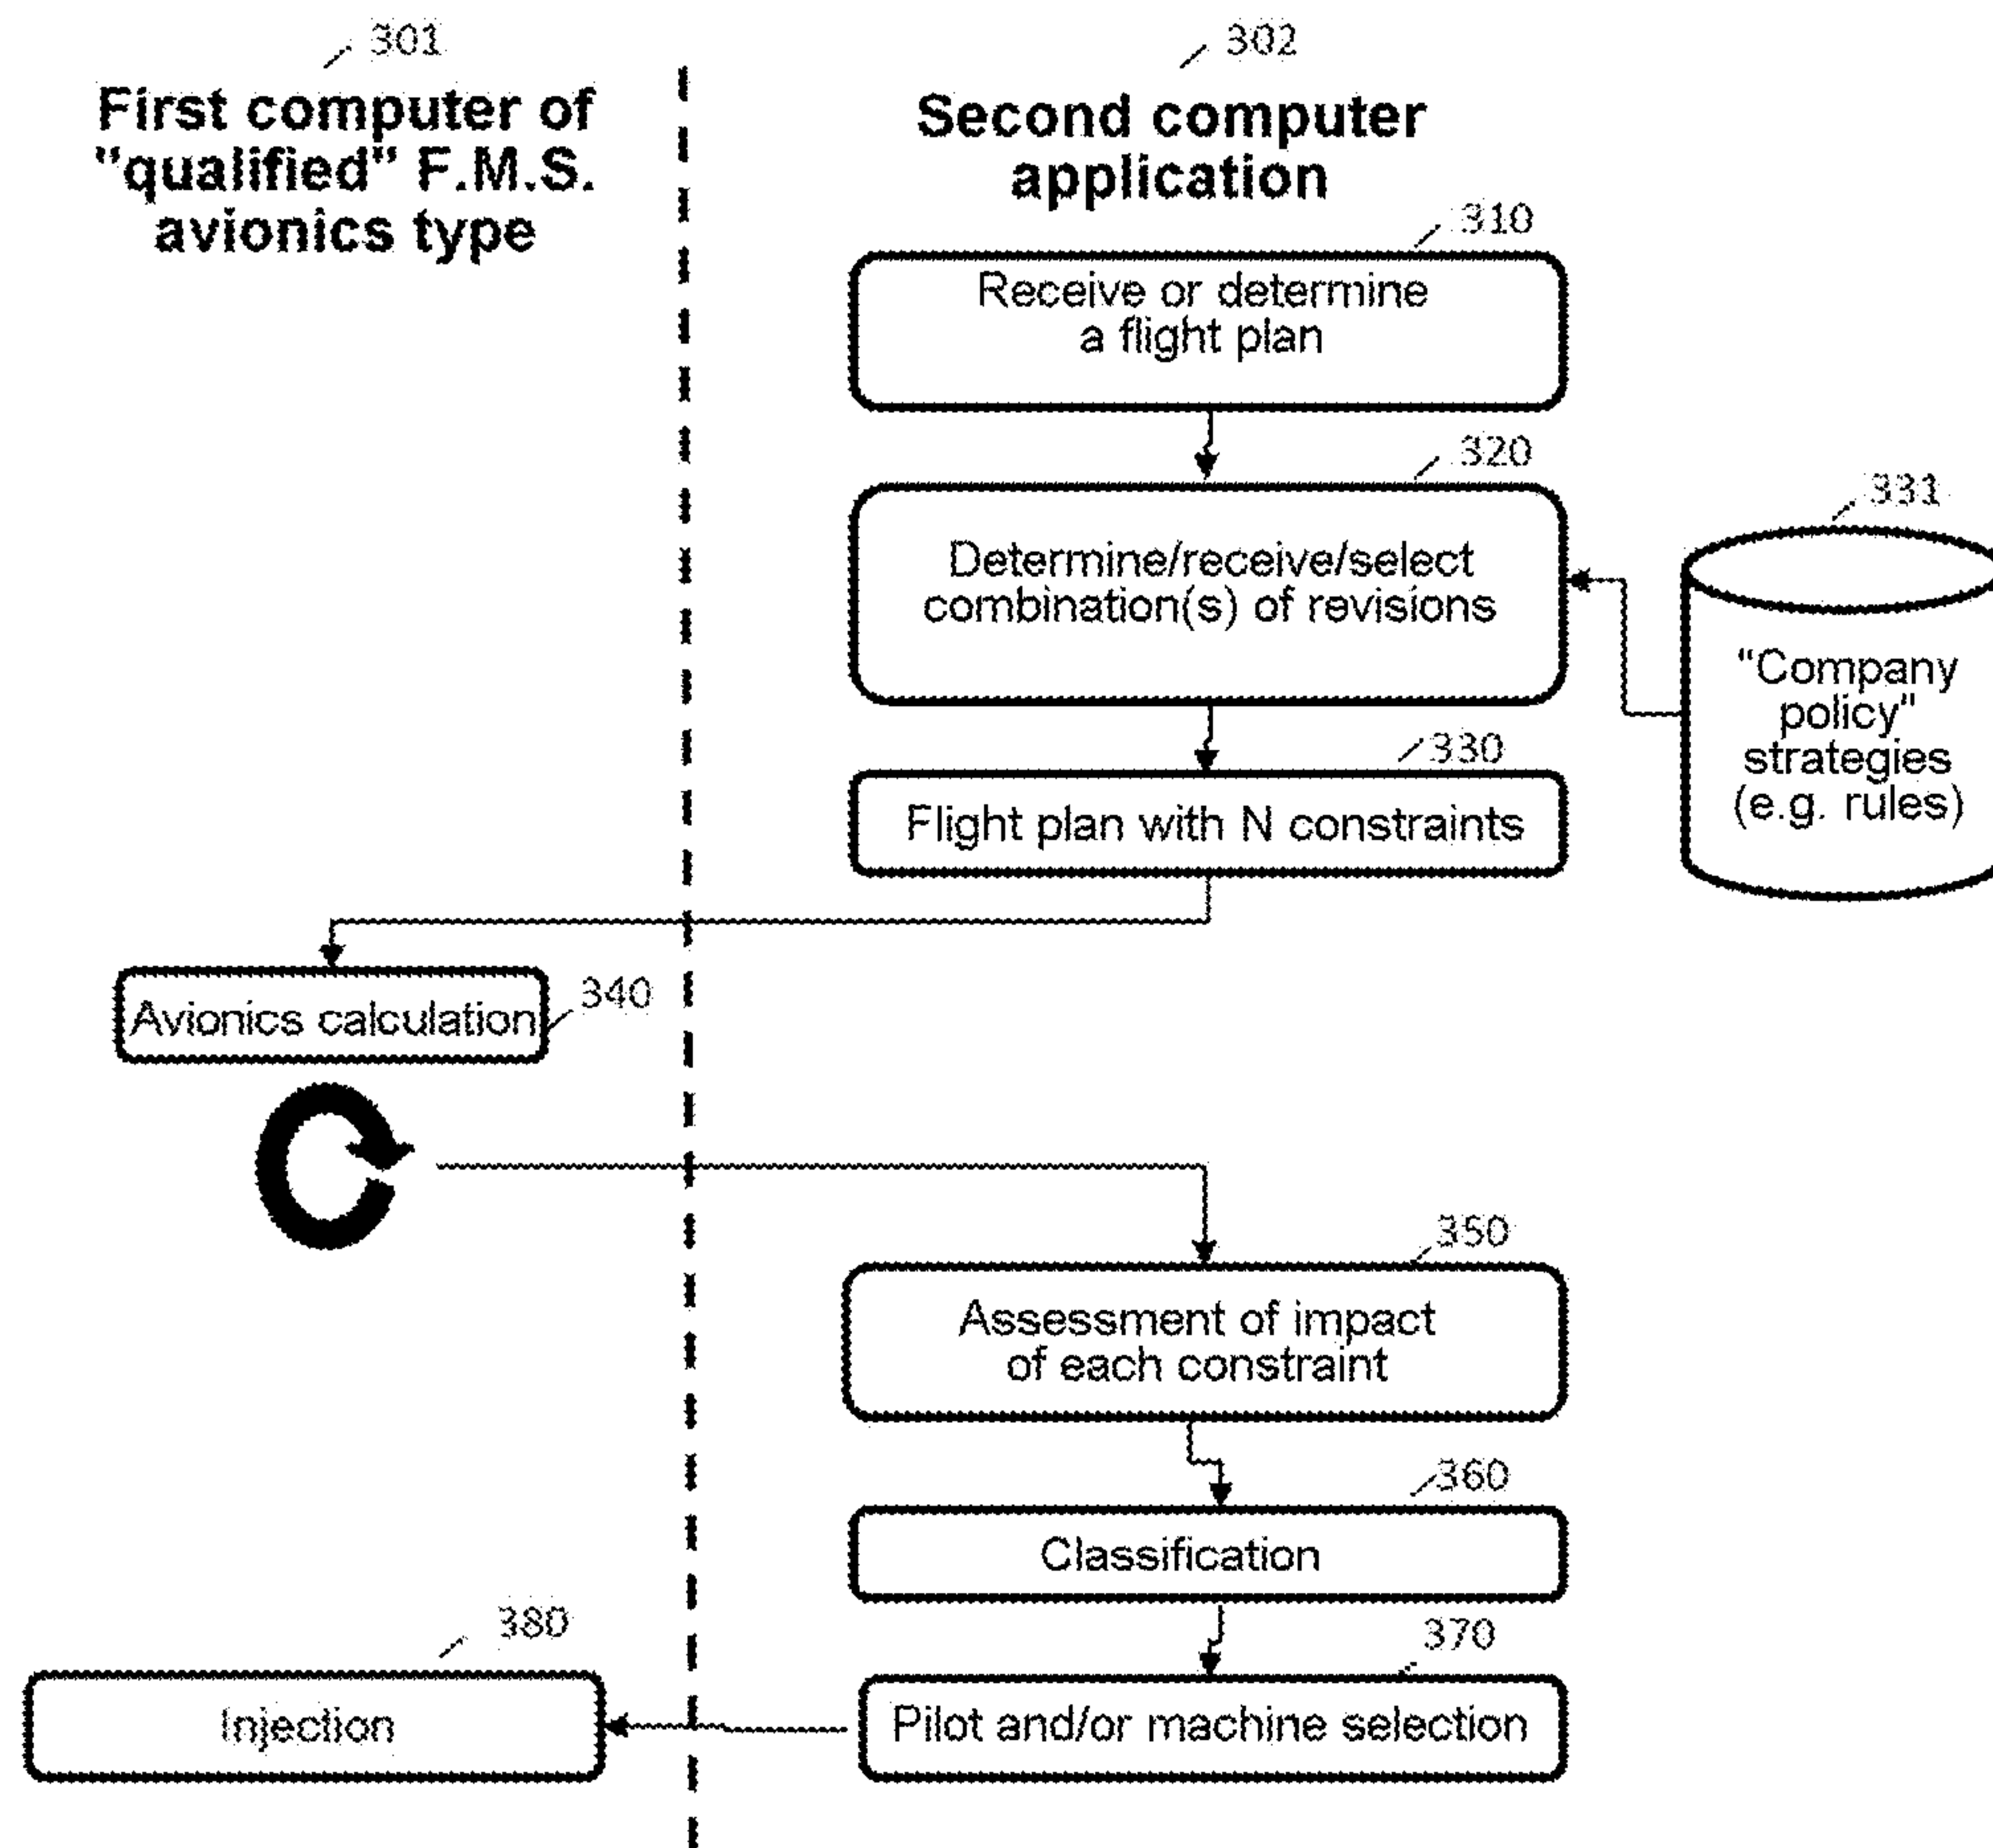 301
First computer of
"qualified" F.M.S.
avionics type
302
Second computer
application
310
Receive or determine
a flight plan
320
Determine/receive/select
combination(s) of revisions
331
"Company
policy"
strategies
(e.g. rules)
330
Flight plan with N constraints
340
Avionics calculation
350
Assessment of impact
of each constraint
360
Classification
370
Pilot and/or machine selection
380
Injection